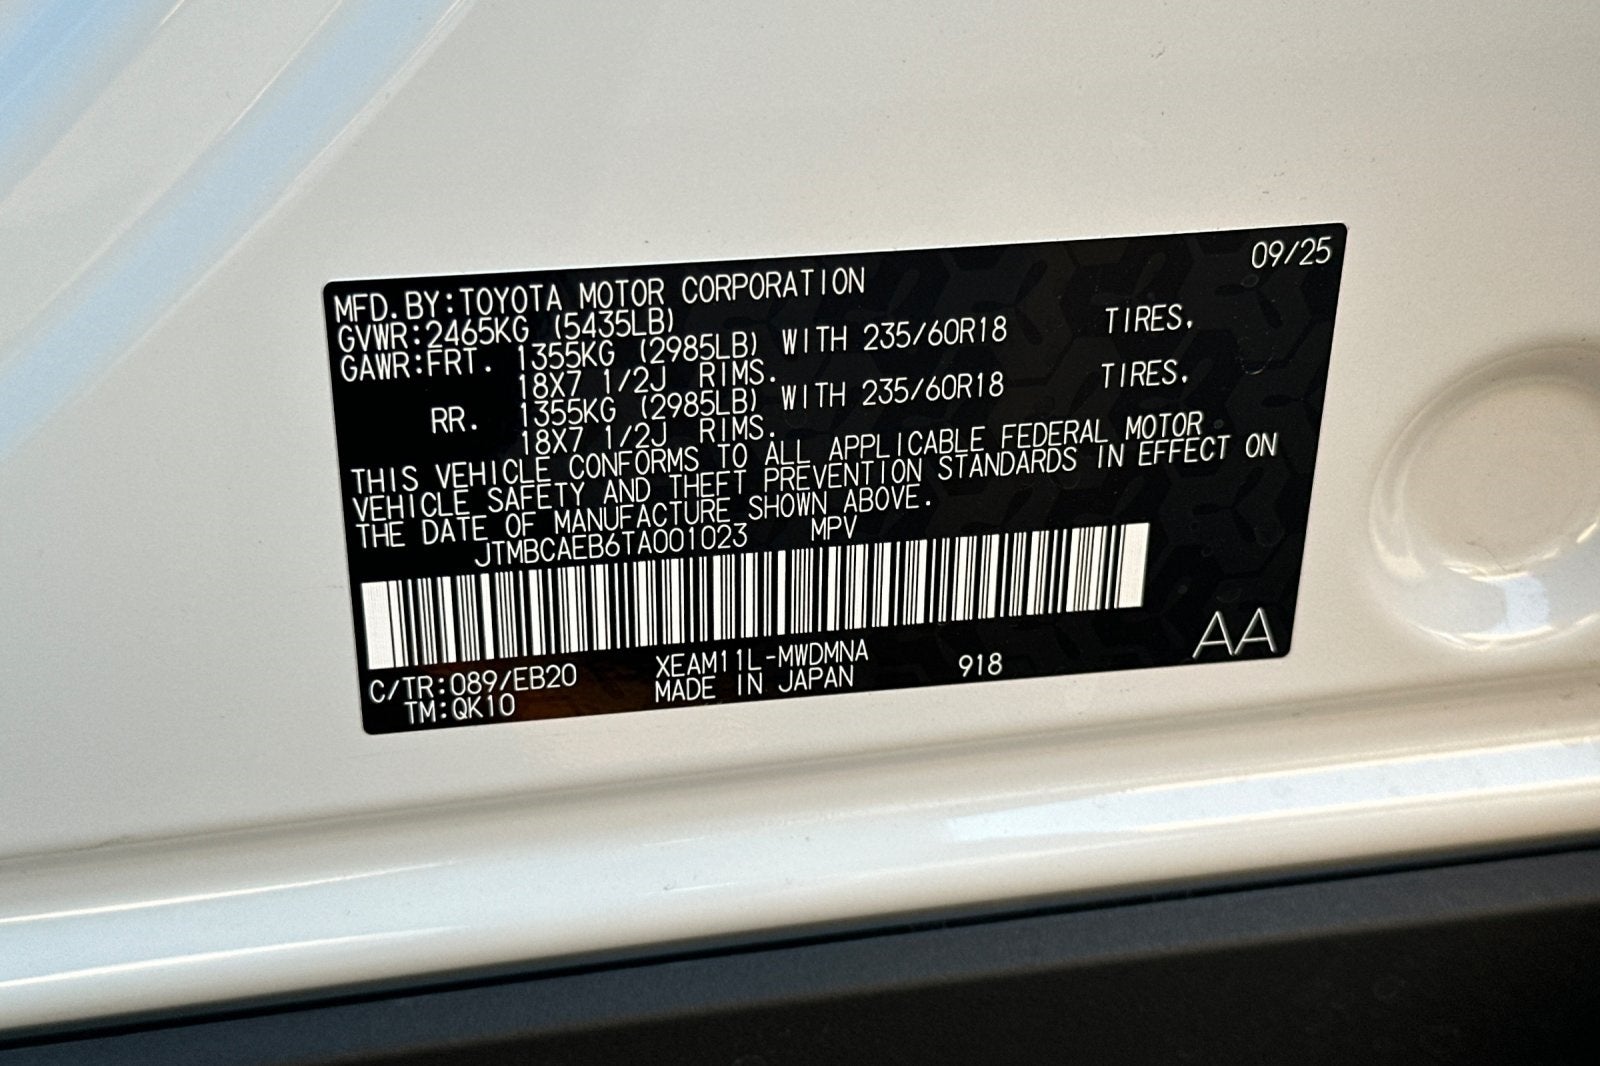 09/25
MFD.BY:TOYOTA MOTOR CORPORATION
GVWR:2465KG (5435LB)
GAWR:FRT. 1355KG (2985LB) WITH 235/60R18 TIRES,
18X7 1/2J RIMS.
RR. 1355KG (2985LB) WITH 235/60R18 TIRES,
18X7 1/2J RIMS.
THIS VEHICLE CONFORMS TO ALL APPLICABLE FEDERAL MOTOR
VEHICLE SAFETY AND THEFT PREVENTION STANDARDS IN EFFECT ON
THE DATE OF MANUFACTURE SHOWN ABOVE.
JTMBCAEB6TA001023 MPV
C/TR:089/EB20 XEAM11L-MWDMNA 918 AA
TM:QK10 MADE IN JAPAN